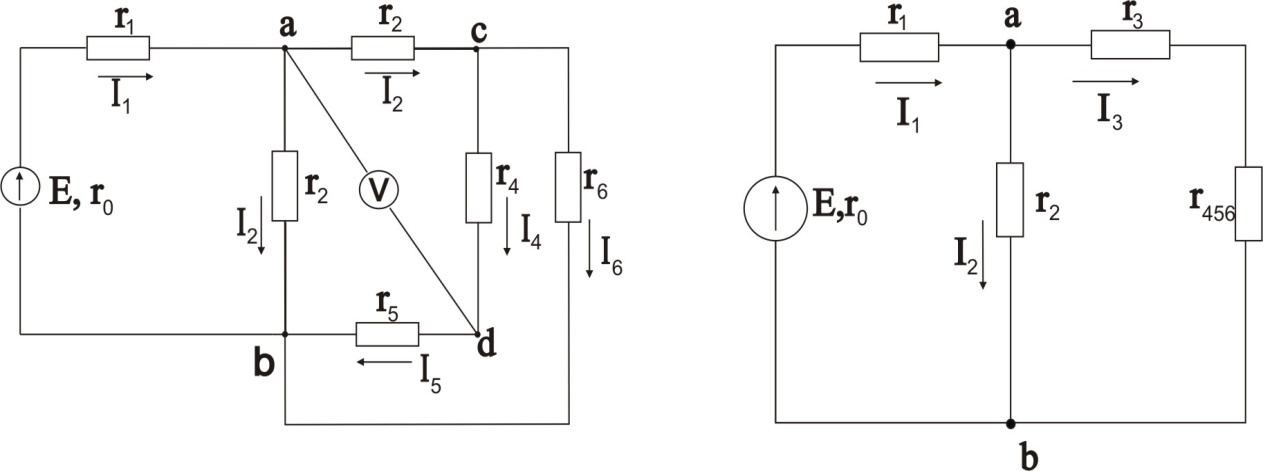 r1
a
r2
c
I1
I2
E, r0
r2
V
r4
r6
I2
I4
I6
r5
d
b
I5
r1
a
r3
I1
I3
E,r0
r2
r456
I2
b